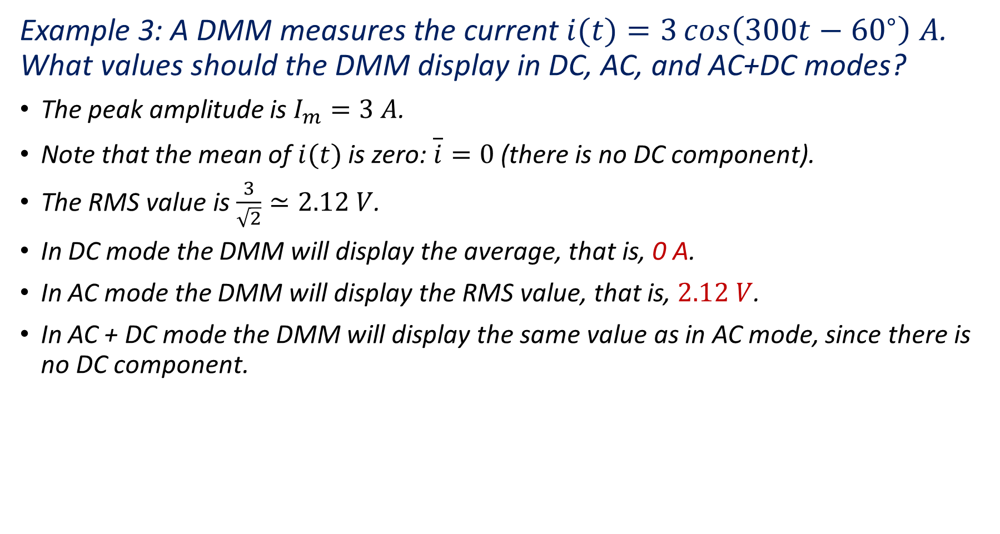 Example 3: A DMM measures the current i(t) = 3 cos(300t − 60°) A.
What values should the DMM display in DC, AC, and AC+DC modes?
• The peak amplitude is Iₘ = 3 A.
• Note that the mean of i(t) is zero: i̅ = 0 (there is no DC component).
• The RMS value is 3/√2 ≃ 2.12 V.
• In DC mode the DMM will display the average, that is, 0 A.
• In AC mode the DMM will display the RMS value, that is, 2.12 V.
• In AC + DC mode the DMM will display the same value as in AC mode, since there is
no DC component.